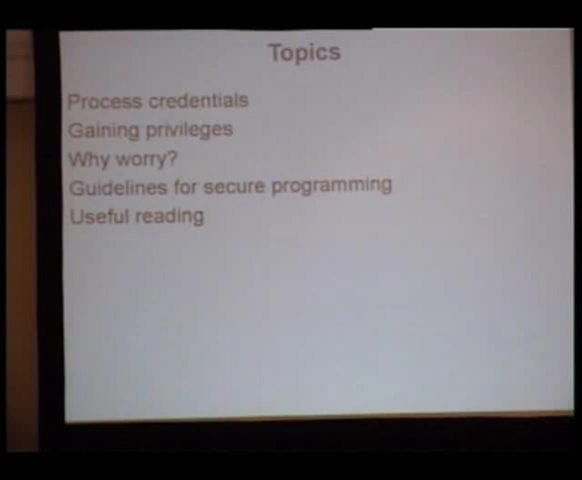 Topics
Process credentials
Gaining privileges
Why worry?
Guidelines for secure programming
Useful reading